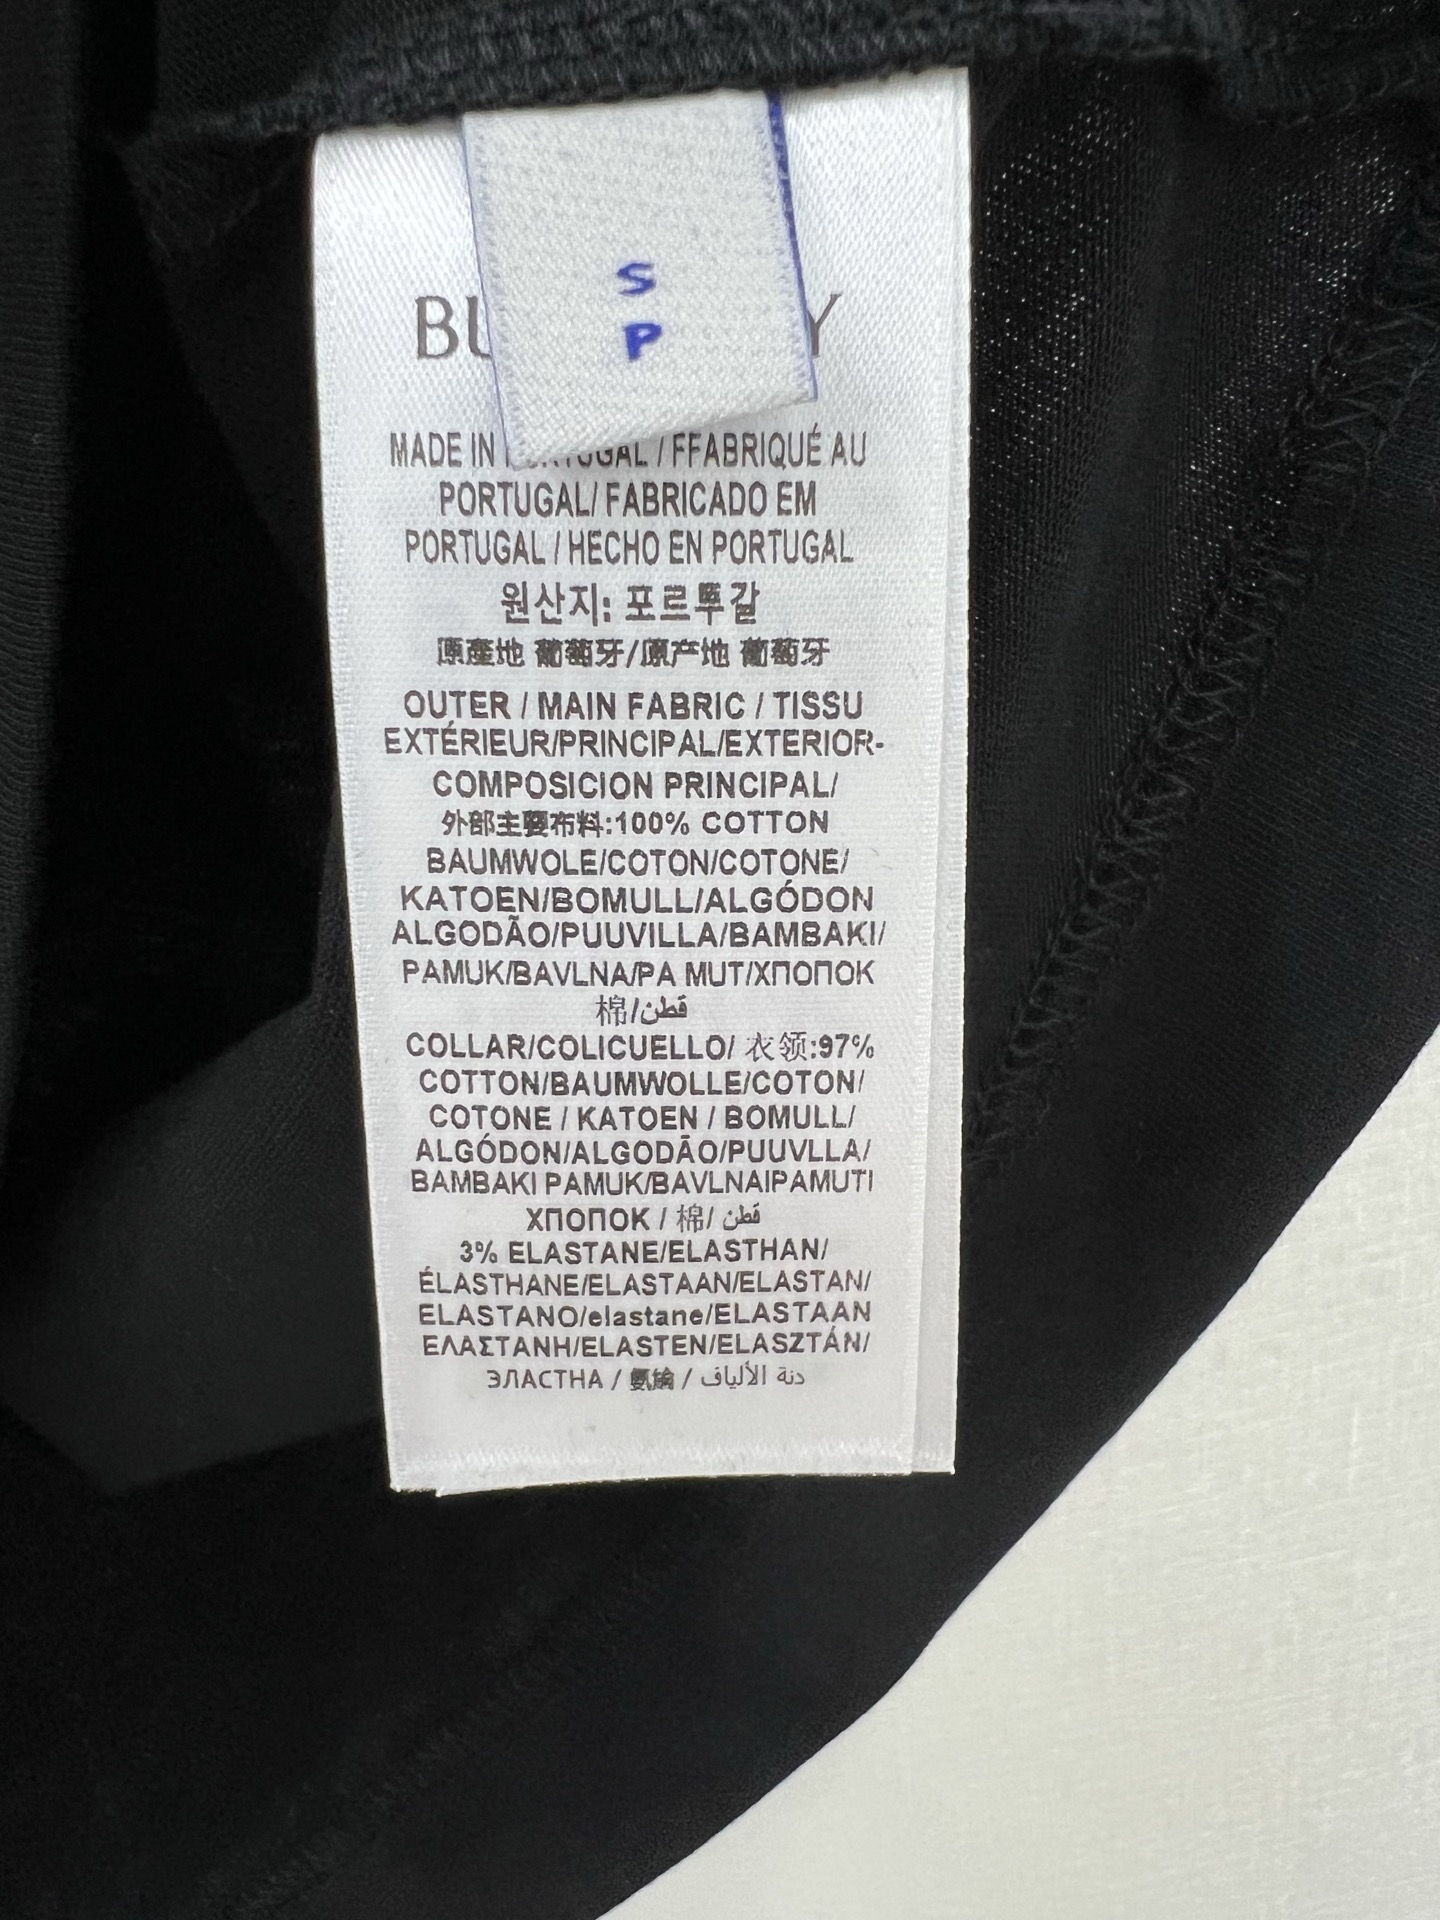 S
P
BU Y
MADE IN PORTUGAL / FFABRIQUÉ AU
PORTUGAL/ FABRICADO EM
PORTUGAL / HECHO EN PORTUGAL
원산지: 포르투갈
原產地 葡萄牙/原产地 葡萄牙
OUTER / MAIN FABRIC / TISSU
EXTÉRIEUR/PRINCIPAL/EXTERIOR-
COMPOSICION PRINCIPAL/
外部主要布料:100% COTTON
BAUMWOLE/COTON/COTONE/
KATOEN/BOMULL/ALGÓDON
ALGODÃO/PUUVILLA/BAMBAKI/
PAMUK/BAVLNA/PA MUT/ХПОПОК
棉/قطن
COLLAR/COLICUELLO/ 衣领:97%
COTTON/BAUMWOLLE/COTON/
COTONE / KATOEN / BOMULL/
ALGÓDON/ALGODÃO/PUUVLLA/
BAMBAKI PAMUK/BAVLNAIPAMUTI
ХПОПОК / 棉/ قطن
3% ELASTANE/ELASTHAN/
ÉLASTHANE/ELASTAAN/ELASTAN/
ELASTANO/elastane/ELASTAAN
ΕΛΑΣΤΑΝΗ/ELASTEN/ELASZTÁN/
ЭЛАСТНА / 氨纶 / دنة الألياف